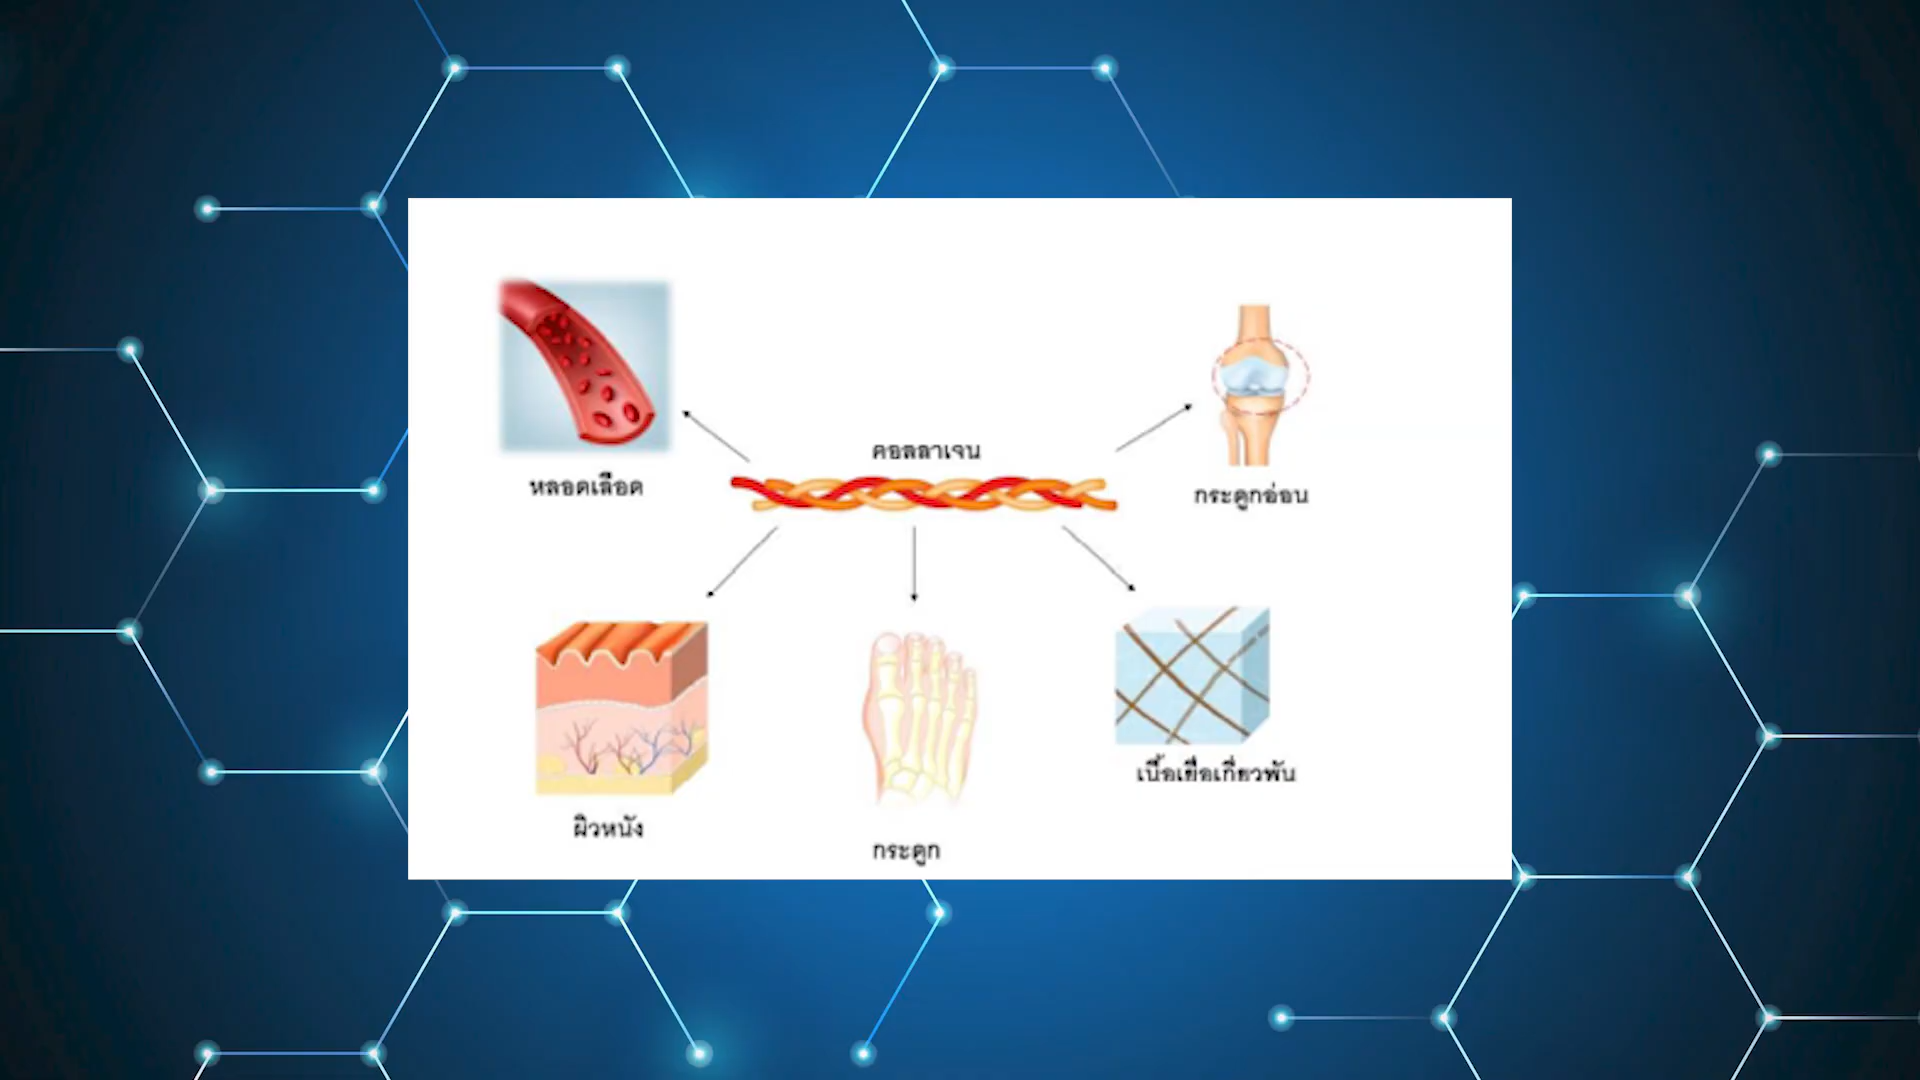 คอลลาเจน
หลอดเลือด
กระดูกอ่อน
เนื้อเยื่อเกี่ยวพัน
ผิวหนัง
กระดูก